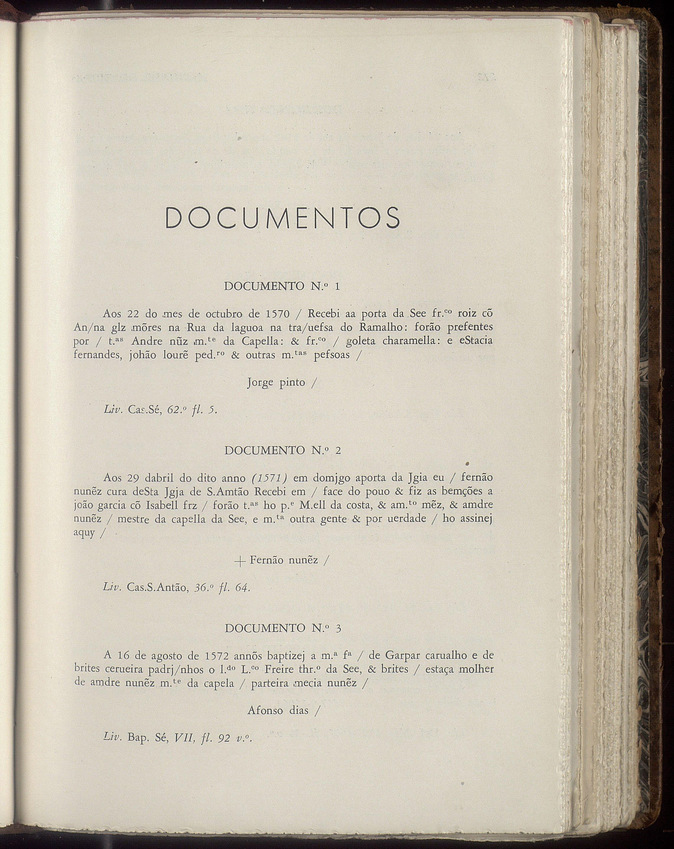 DOCUMENTOS
DOCUMENTO N.º 1
Aos 22 do mes de octubro de 1570 / Recebi aa porta da See fr.ᶜᵒ roiz cõ
An/na glz mõres na Rua da laguoa na tra/uefsa do Ramalho: forão prefentes
por / t.ᵃˢ Andre nũz m.ᵗᵉ da Capella: & fr.ᶜᵒ / goleta charamella: e eStacia
fernandes, johão lourẽ ped.ʳᵒ & outras m.ᵗᵃˢ pefsoas /
Jorge pinto /
Liv. Cas.Sé, 62.º fl. 5.
DOCUMENTO N.º 2
Aos 29 dabril do dito anno (1571) em domjgo aporta da Jgia eu / fernão
nunẽz cura deSta Jgja de S.Amtão Recebi em / face do pouo & fiz as bemções a
joão garcia cõ Isabell frz / forão t.ᵃˢ ho p.ᵉ M.ell da costa, & am.ᵗᵒ mẽz, & amdre
nunẽz / mestre da capella da See, e m.ᵗᵃ outra gente & por uerdade / ho assinej
aquy /
+ Fernão nunẽz /
Liv. Cas.S.Antão, 36.º fl. 64.
DOCUMENTO N.º 3
A 16 de agosto de 1572 annõs baptizej a m.ᵃ fᵃ / de Garpar carualho e de
brites cerueira padrj/nhos o l.ᵈᵒ L.ᶜᵒ Freire thr.º da See, & brites / estaça molher
de amdre nunẽz m.ᵗᵉ da capela / parteira mecia nunẽz /
Afonso dias /
Liv. Bap. Sé, VII, fl. 92 v.º.